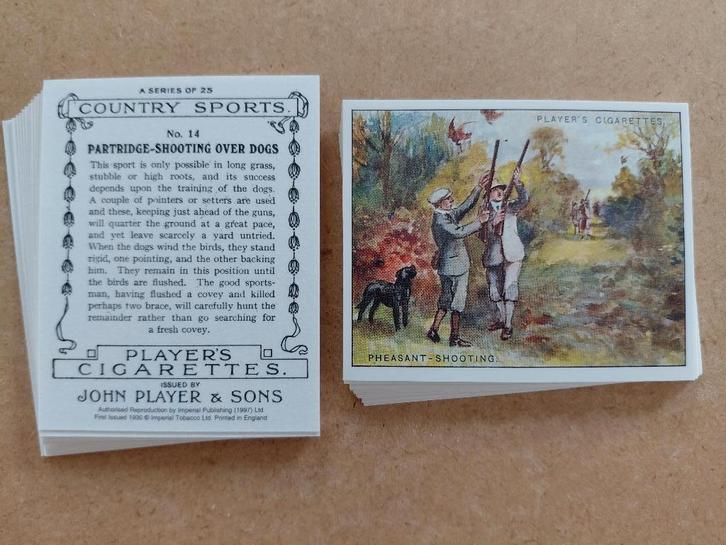 A SERIES OF 25
COUNTRY SPORTS.
No. 14
PARTRIDGE-SHOOTING OVER DOGS
This sport is only possible in long grass,
stubble or high roots, and its success
depends upon the training of the dogs.
A couple of pointers or setters are used
and these, keeping just ahead of the guns,
will quarter the ground at a great pace,
and yet leave scarcely a yard untried.
When the dogs wind the birds, they stand
rigid, one pointing, and the other backing
him. They remain in this position until
the birds are flushed. The good sports-
man, having flushed a covey and killed
perhaps two brace, will carefully hunt the
remainder rather than go searching for
a fresh covey.
PLAYER'S
CIGARETTES.
ISSUED BY
JOHN PLAYER & SONS
Authorised Reproduction by Imperial Publishing (1997) Ltd
First Issued 1930 © Imperial Tobacco Ltd. Printed in England
PLAYER'S CIGARETTES.
PHEASANT-SHOOTING.